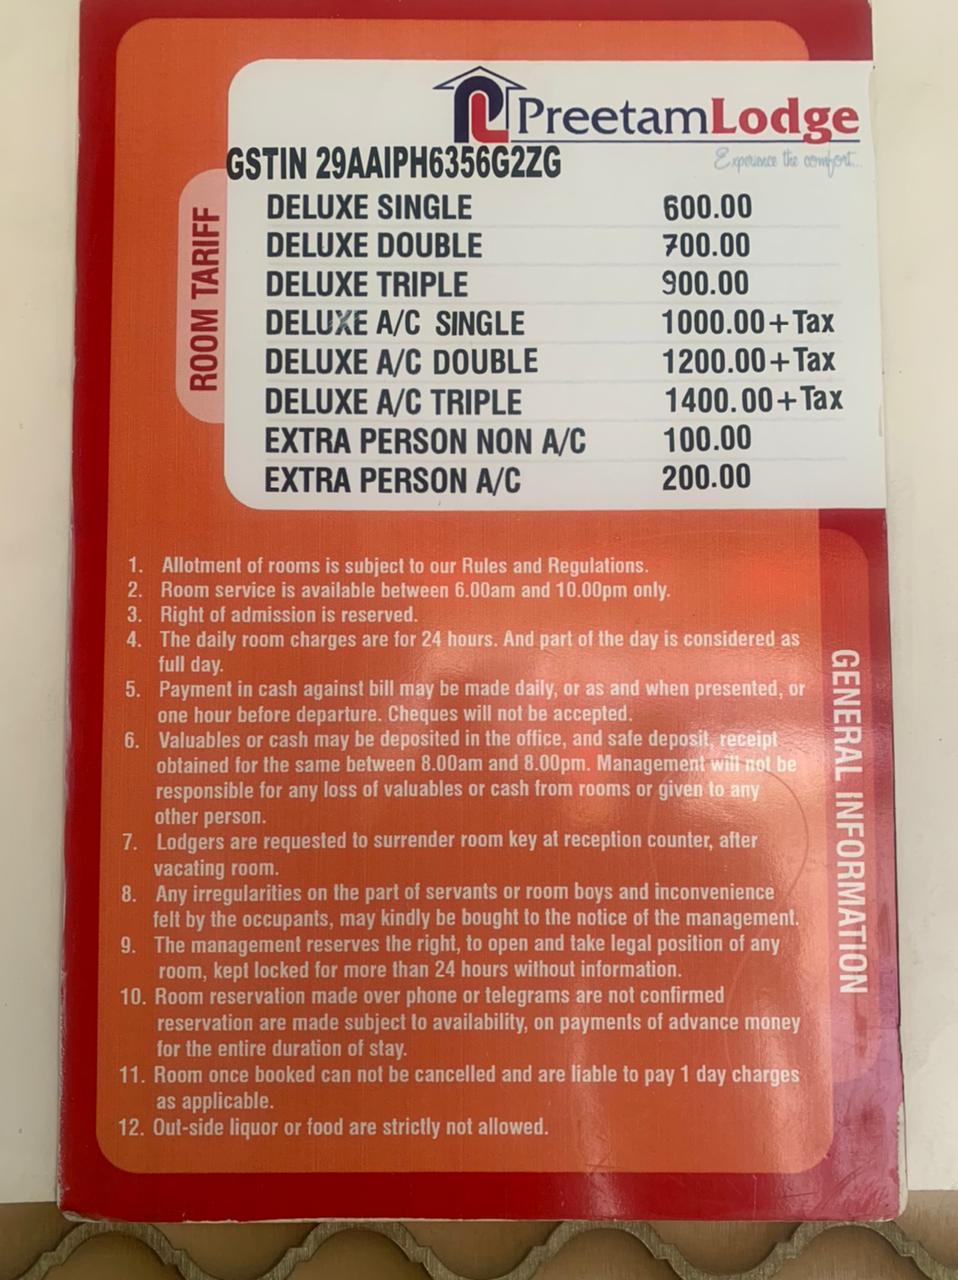 PreetamLodge
Experience the comfort...
GSTIN 29AAIPH6356G2ZG
ROOM TARIFF
DELUXE SINGLE 600.00
DELUXE DOUBLE 700.00
DELUXE TRIPLE 900.00
DELUXE A/C SINGLE 1000.00+Tax
DELUXE A/C DOUBLE 1200.00+Tax
DELUXE A/C TRIPLE 1400.00+Tax
EXTRA PERSON NON A/C 100.00
EXTRA PERSON A/C 200.00
GENERAL INFORMATION
1. Allotment of rooms is subject to our Rules and Regulations.
2. Room service is available between 6.00am and 10.00pm only.
3. Right of admission is reserved.
4. The daily room charges are for 24 hours. And part of the day is considered as
full day.
5. Payment in cash against bill may be made daily, or as and when presented, or
one hour before departure. Cheques will not be accepted.
6. Valuables or cash may be deposited in the office, and safe deposit, receipt
obtained for the same between 8.00am and 8.00pm. Management will not be
responsible for any loss of valuables or cash from rooms or given to any
other person.
7. Lodgers are requested to surrender room key at reception counter, after
vacating room.
8. Any irregularities on the part of servants or room boys and inconvenience
felt by the occupants, may kindly be bought to the notice of the management.
9. The management reserves the right, to open and take legal position of any
room, kept locked for more than 24 hours without information.
10. Room reservation made over phone or telegrams are not confirmed
reservation are made subject to availability, on payments of advance money
for the entire duration of stay.
11. Room once booked can not be cancelled and are liable to pay 1 day charges
as applicable.
12. Out-side liquor or food are strictly not allowed.